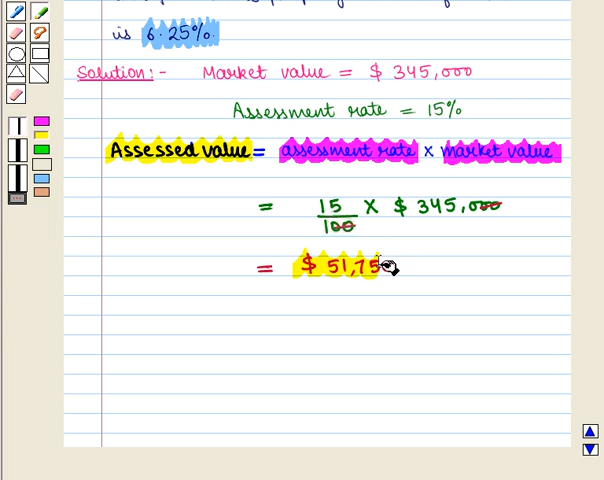 is 6.25%.
Solution:- Market value = $ 345,000
Assessment rate = 15%
Assessed value = assessment rate x market value
= 15/100 X $ 345,000
= $ 51,75